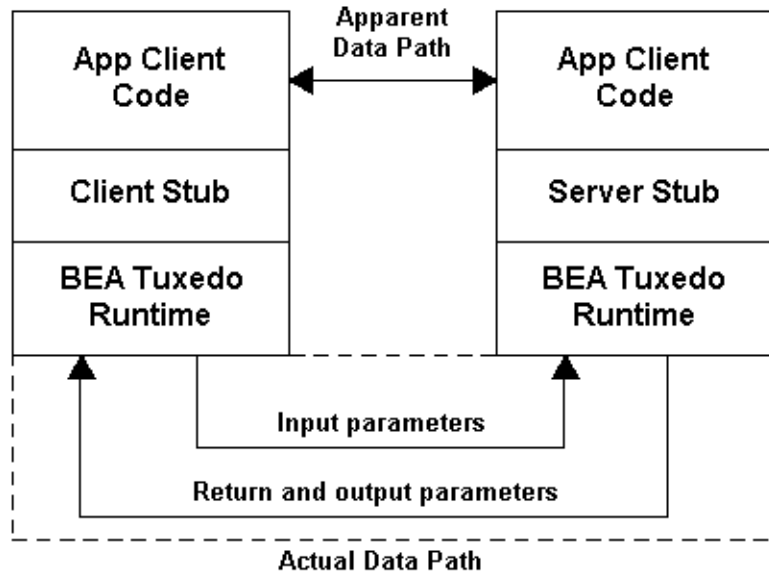 App Client
Code
Client Stub
BEA Tuxedo
Runtime
Apparent
Data Path
App Client
Code
Server Stub
BEA Tuxedo
Runtime
Input parameters
Return and output parameters
Actual Data Path